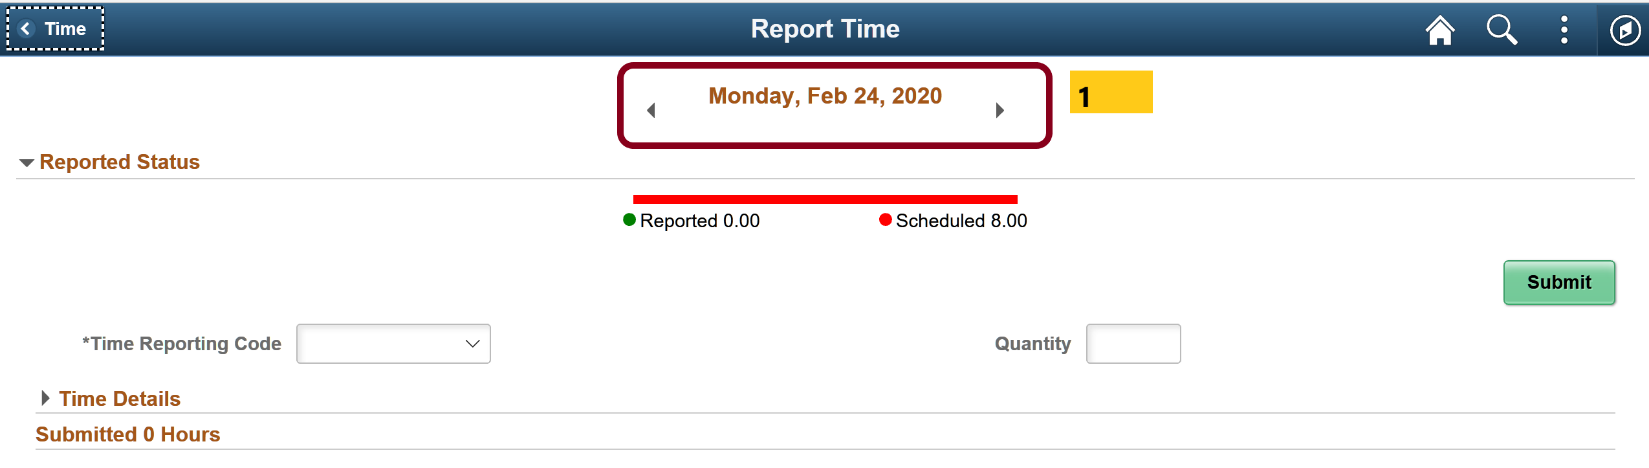 Time
Report Time
Monday, Feb 24, 2020
1
Reported Status
Reported 0.00
Scheduled 8.00
Submit
*Time Reporting Code
Quantity
Time Details
Submitted 0 Hours